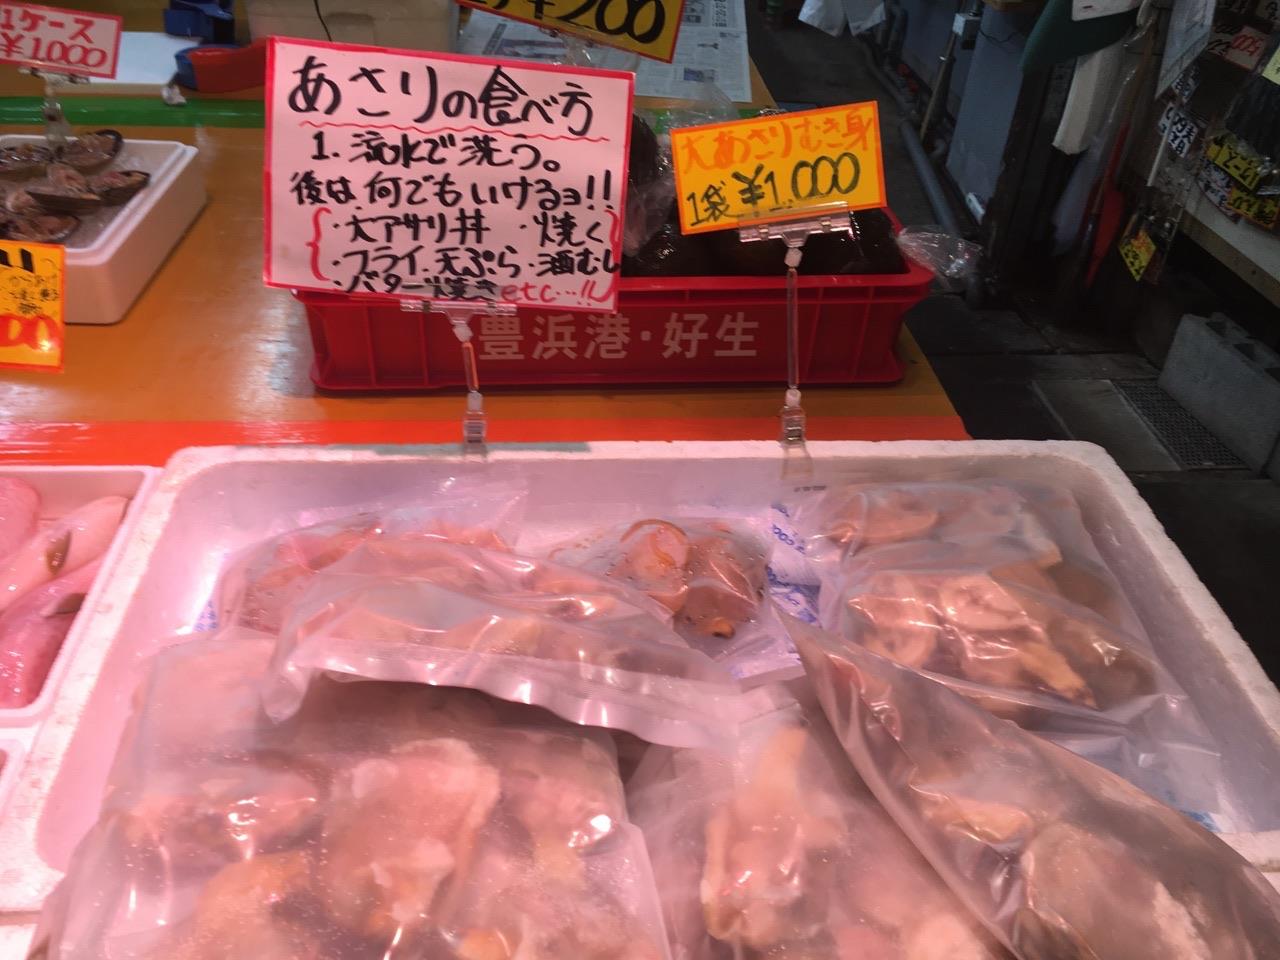 1ケース
¥1,000
¥200
あさりの食べ方
1. 流水で洗う。
後は、何でもいけるヨ!!
・大アサリ丼 ・焼く
・フライ・天ぷら・酒むし
・バター焼き etc…!!
大あさりむき身
1袋¥1,000
豊浜港・好生